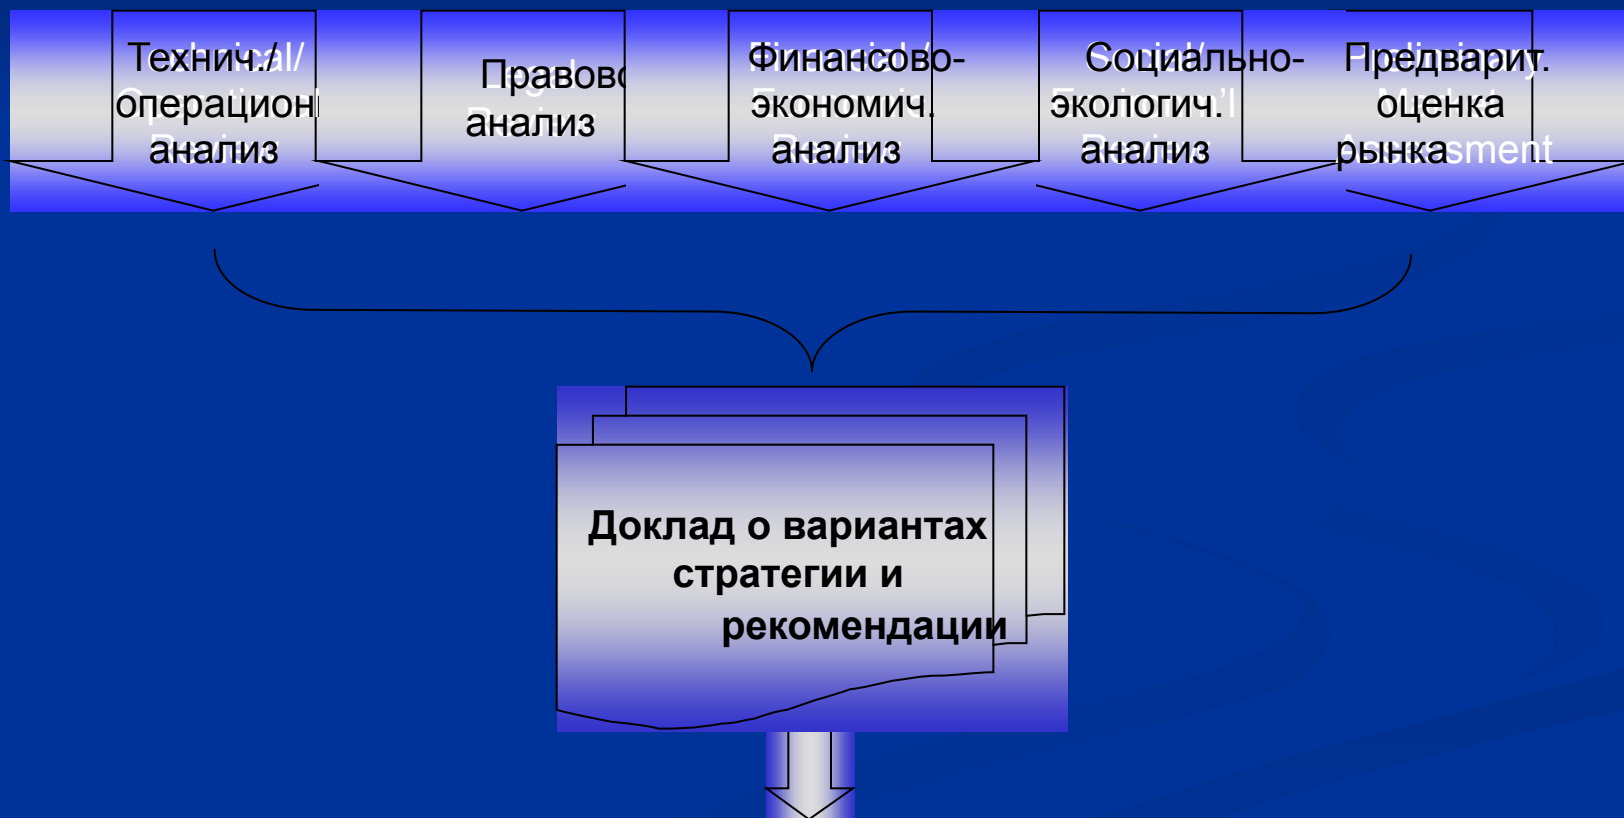 Технич./
операцион
анализ
Правово
анализ
Финансово-
экономич.
анализ
Социально-
экологич.
анализ
Предварит.
оценка
рынка
Доклад о вариантах
стратегии и
рекомендации